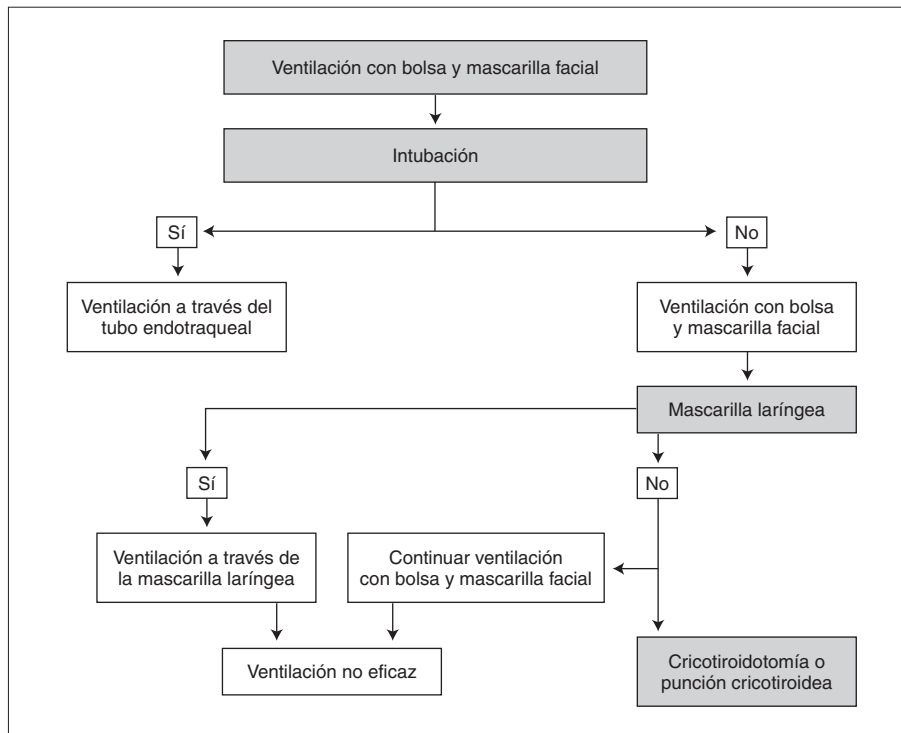 Ventilación con bolsa y mascarilla facial
Intubación
Sí
No
Ventilación a través del
tubo endotraqueal
Ventilación con bolsa
y mascarilla facial
Mascarilla laríngea
Sí
No
Ventilación a través de
la mascarilla laríngea
Continuar ventilación
con bolsa y mascarilla facial
Ventilación no eficaz
Cricotiroidotomía o
punción cricotiroidea